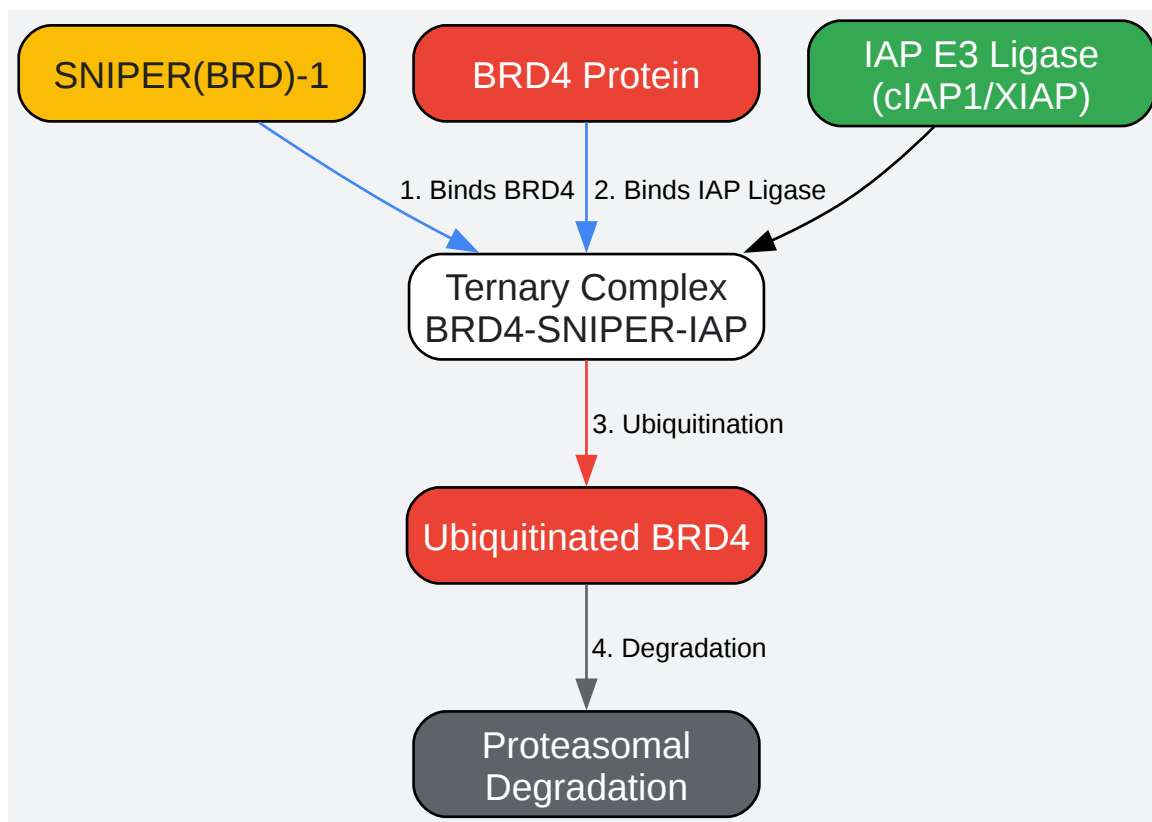 SNIPER(BRD)-1
BRD4 Protein
IAP E3 Ligase
(cIAP1/XIAP)
1. Binds BRD4
2. Binds IAP Ligase
Ternary Complex
BRD4-SNIPER-IAP
3. Ubiquitination
Ubiquitinated BRD4
4. Degradation
Proteasomal
Degradation